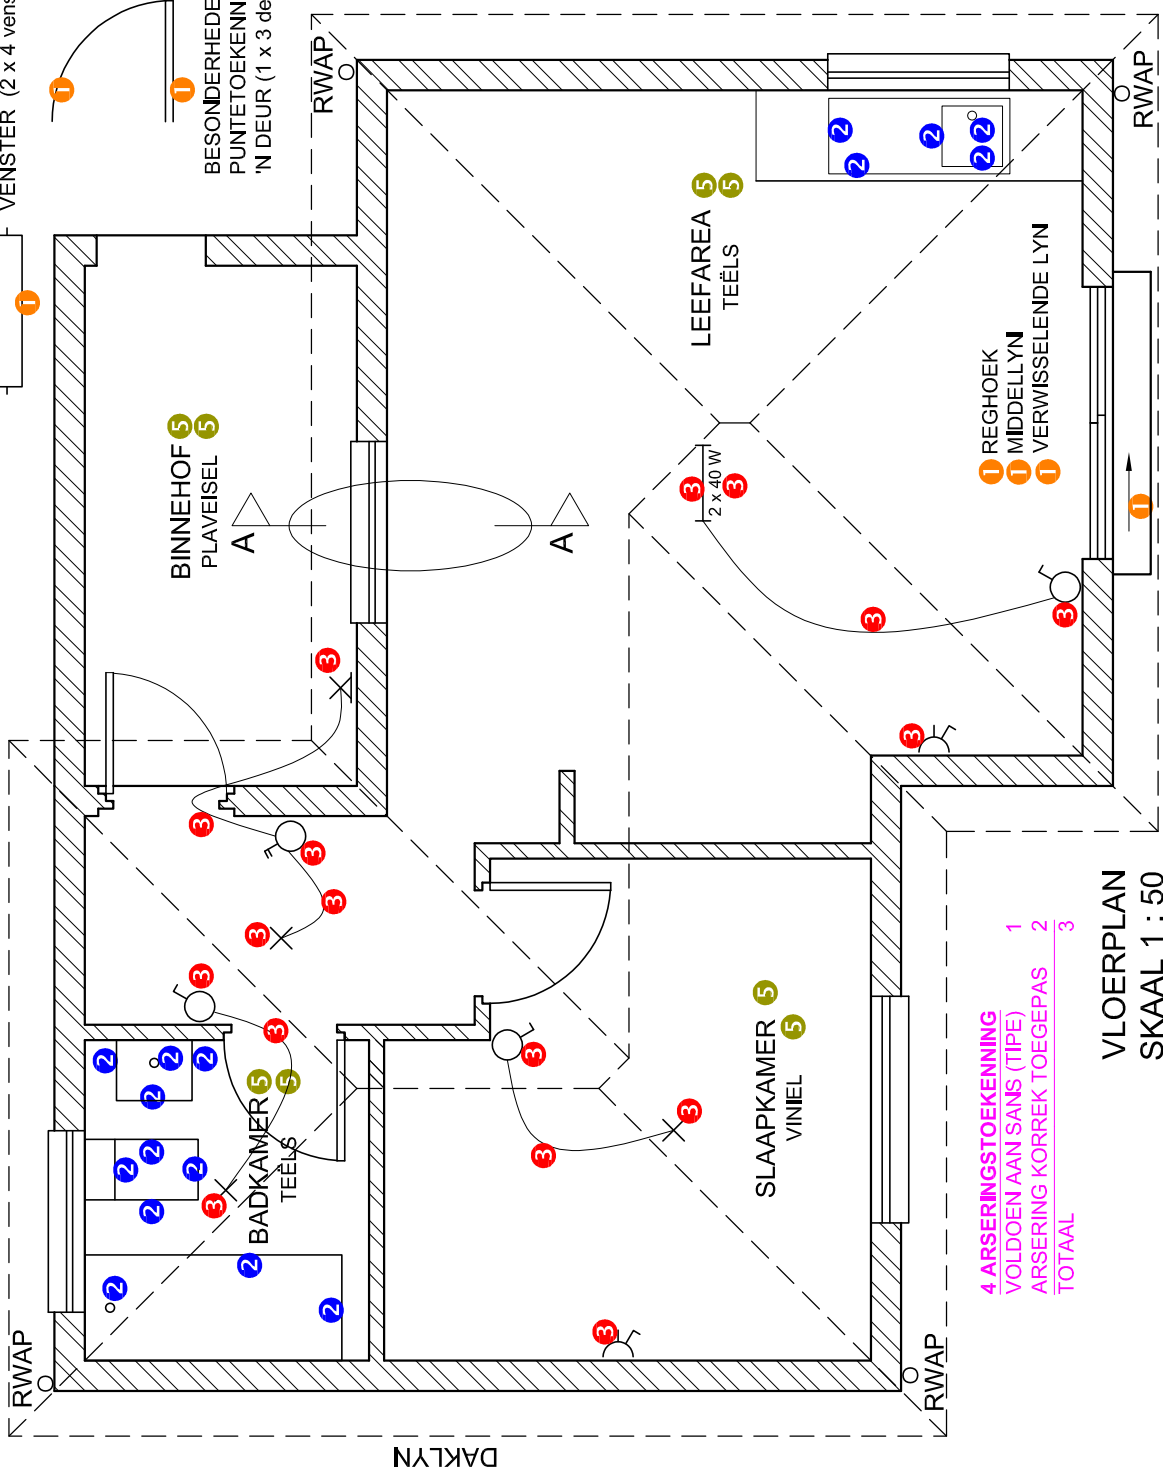 VENSTER (2 x 4 vens
BESONDERHEDE
PUNTETOEKENN
'N DEUR (1 x 3 de
RWAP
RWAP
BINNEHOF
PLAVEISEL
A
A
LEEFAREA
TEËLS
2 x 40 W
REGHOEK
MIDDELLYN
VERWISSELENDE LYN
BADKAMER
TEËLS
SLAAPKAMER
VINIEL
RWAP
RWAP
DAKLYN
4 ARSERINGSTOEKENNING
VOLDOEN AAN SANS (TIPE) 1
ARSERING KORREK TOEGEPAS 2
TOTAAL 3
VLOERPLAN
SKAAL 1 : 50